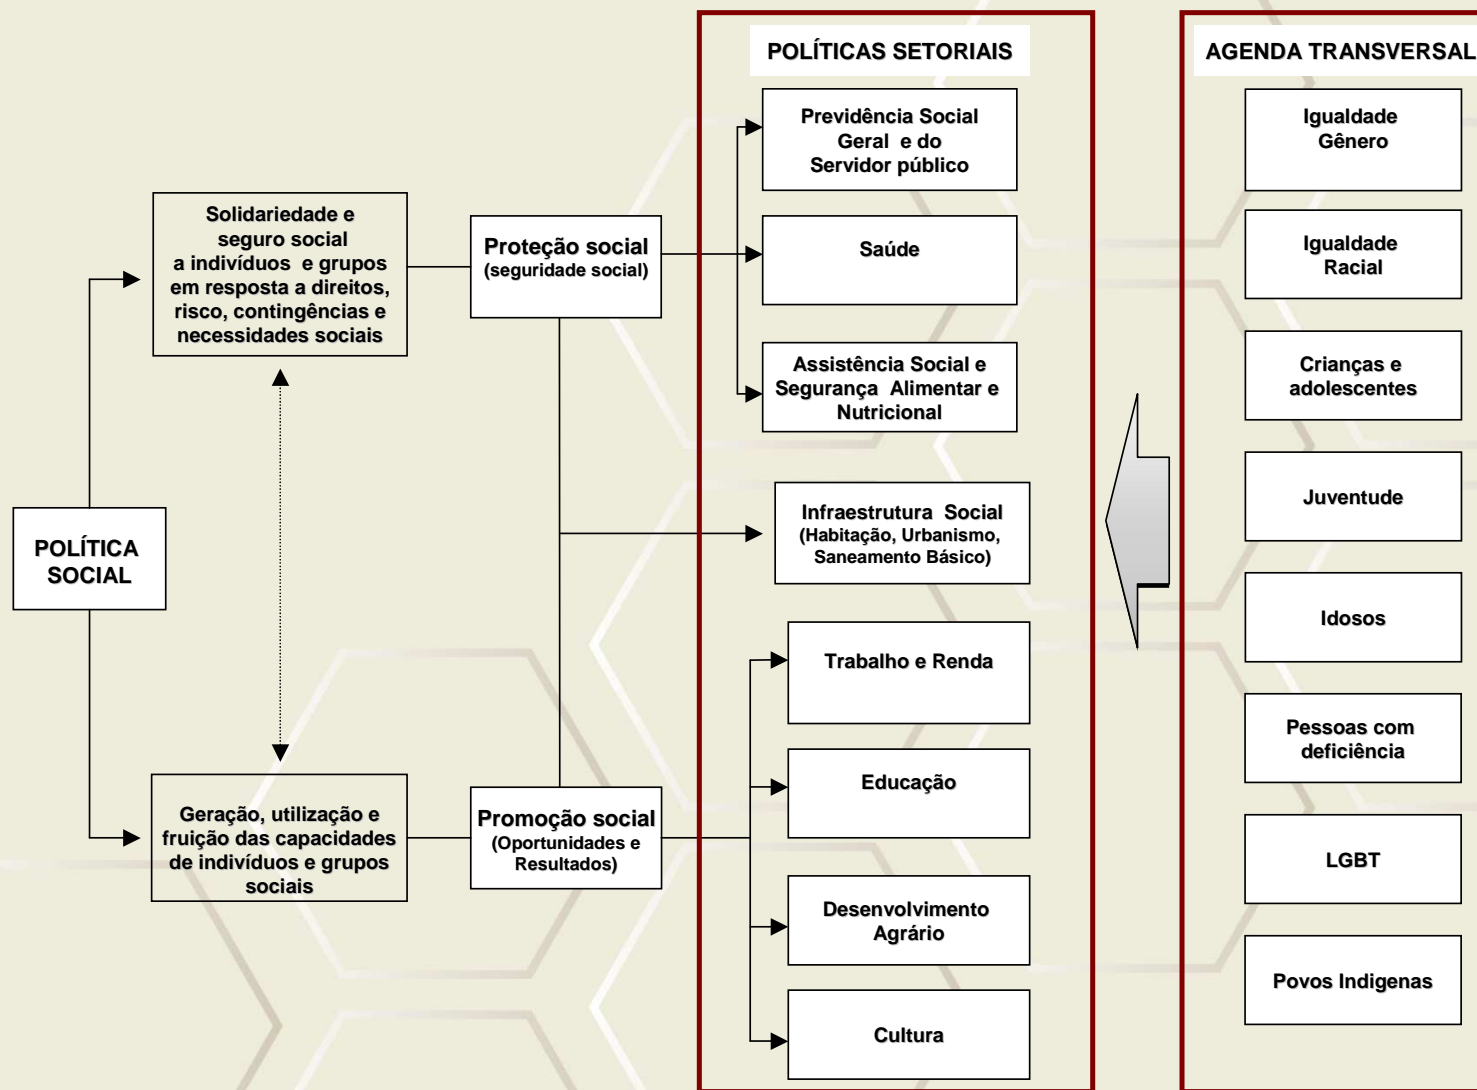 POLÍTICA
SOCIAL
Solidariedade e
seguro social
a indivíduos e grupos
em resposta a direitos,
risco, contingências e
necessidades sociais
Geração, utilização e
fruição das capacidades
de indivíduos e grupos
sociais
Proteção social
(seguridade social)
Promoção social
(Oportunidades e
Resultados)
POLÍTICAS SETORIAIS
Previdência Social
Geral e do
Servidor público
Saúde
Assistência Social e
Segurança Alimentar e
Nutricional
Infraestrutura Social
(Habitação, Urbanismo,
Saneamento Básico)
Trabalho e Renda
Educação
Desenvolvimento
Agrário
Cultura
AGENDA TRANSVERSAL
Igualdade
Gênero
Igualdade
Racial
Crianças e
adolescentes
Juventude
Idosos
Pessoas com
deficiência
LGBT
Povos Indigenas